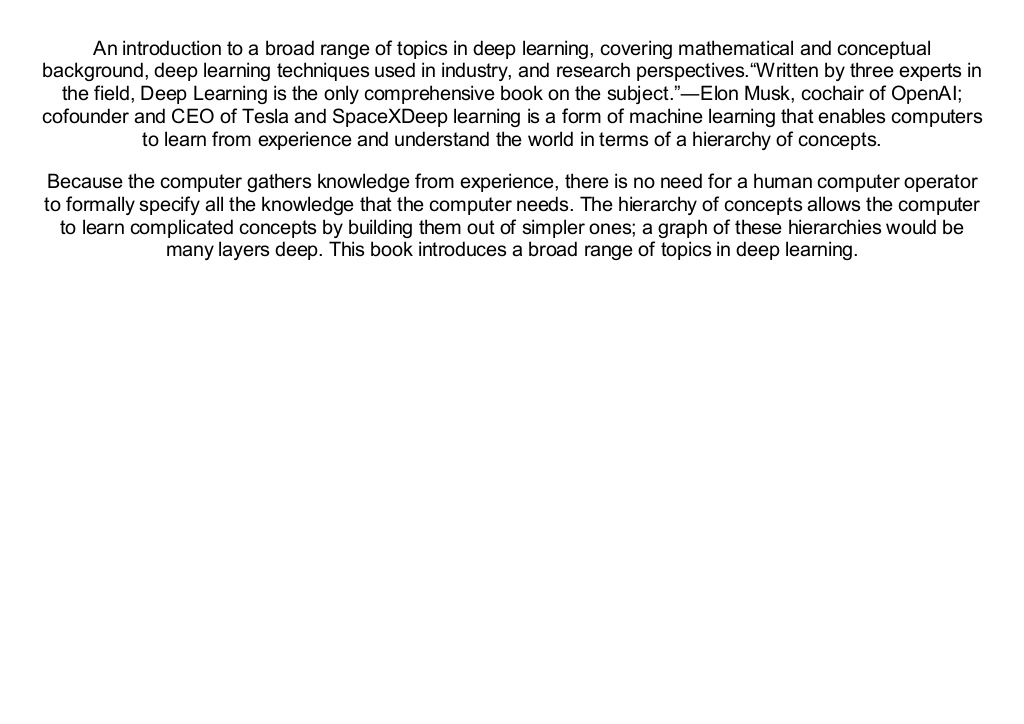 An introduction to a broad range of topics in deep learning, covering mathematical and conceptual
background, deep learning techniques used in industry, and research perspectives.“Written by three experts in
the field, Deep Learning is the only comprehensive book on the subject.”—Elon Musk, cochair of OpenAI;
cofounder and CEO of Tesla and SpaceXDeep learning is a form of machine learning that enables computers
to learn from experience and understand the world in terms of a hierarchy of concepts.
Because the computer gathers knowledge from experience, there is no need for a human computer operator
to formally specify all the knowledge that the computer needs. The hierarchy of concepts allows the computer
to learn complicated concepts by building them out of simpler ones; a graph of these hierarchies would be
many layers deep. This book introduces a broad range of topics in deep learning.